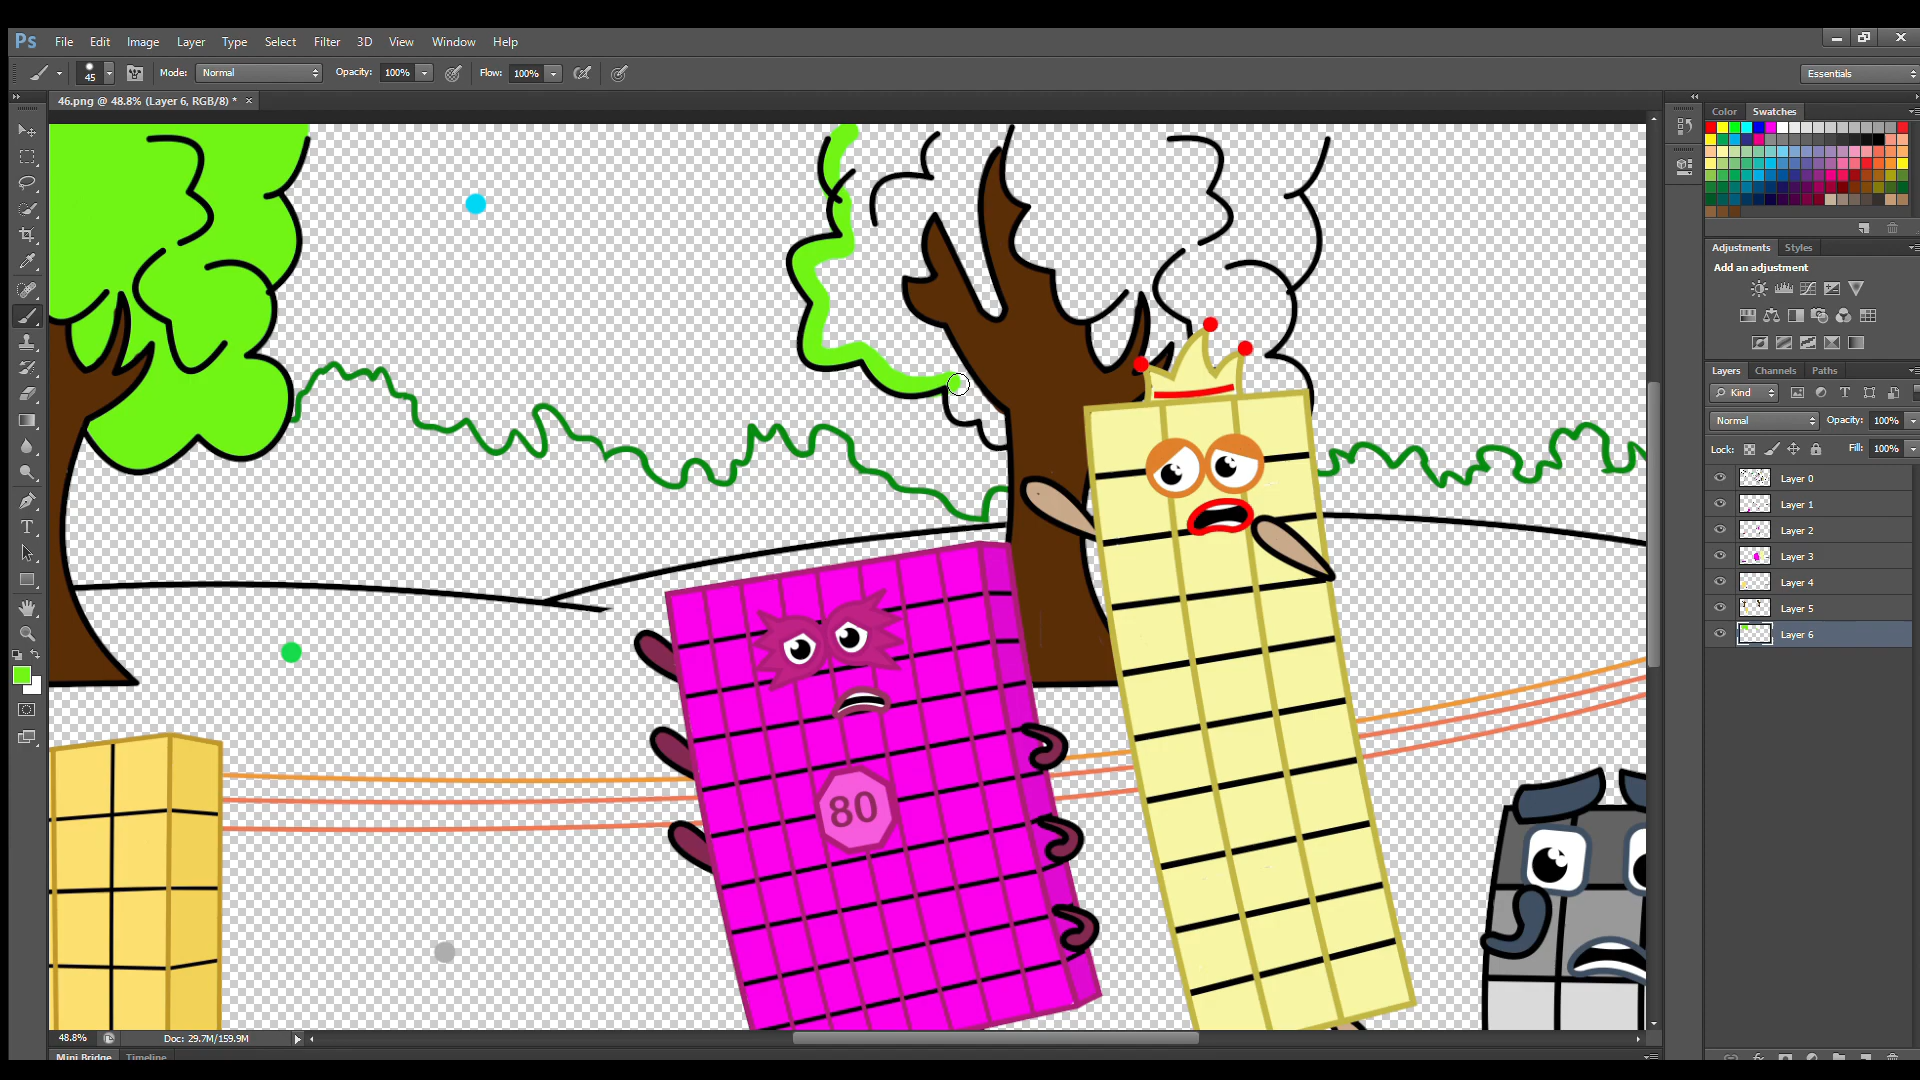 Ps File Edit Image Layer Type Select Filter 3D View Window Help
45 Mode: Normal Opacity: 100% Flow: 100% Essentials
46.png @ 48.8% (Layer 6, RGB/8) * ×
Color Swatches
Adjustments Styles
Add an adjustment
Layers Channels Paths
Kind
Normal Opacity: 100%
Lock: Fill: 100%
Layer 0
Layer 1
Layer 2
Layer 3
Layer 4
Layer 5
Layer 6
80
48.8% Doc: 29.7M/159.9M
Mini Bridge Timeline